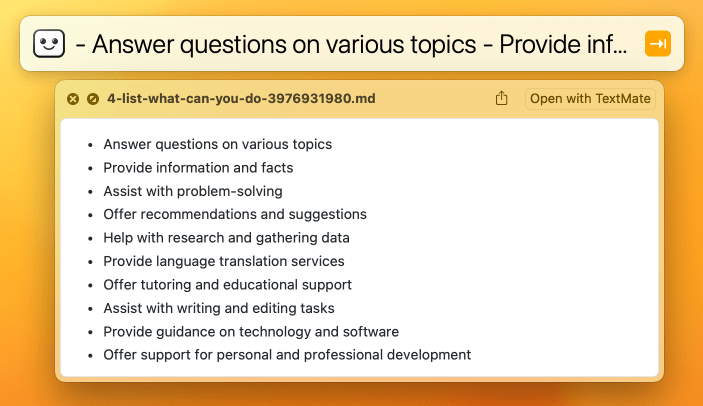 - Answer questions on various topics - Provide inf...
4-list-what-can-you-do-3976931980.md
Open with TextMate
• Answer questions on various topics
• Provide information and facts
• Assist with problem-solving
• Offer recommendations and suggestions
• Help with research and gathering data
• Provide language translation services
• Offer tutoring and educational support
• Assist with writing and editing tasks
• Provide guidance on technology and software
• Offer support for personal and professional development